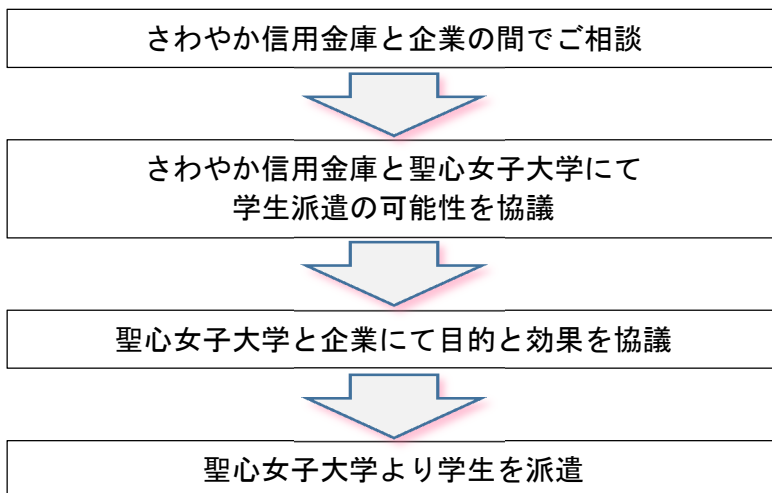 さわやか信用金庫と企業の間でご相談
さわやか信用金庫と聖心女子大学にて
学生派遣の可能性を協議
聖心女子大学と企業にて目的と効果を協議
聖心女子大学より学生を派遣